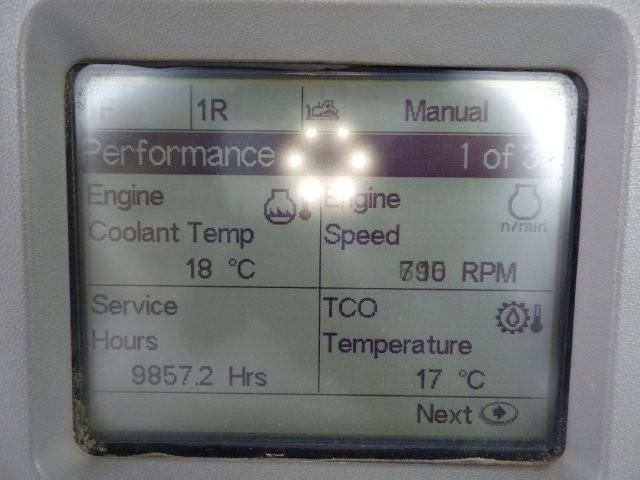 F 1R Manual
Performance 1 of 3
Engine
Coolant Temp
18 °C
Engine
Speed
n/min
RPM
Service
Hours
9857.2 Hrs
TCO
Temperature
17 °C
Next